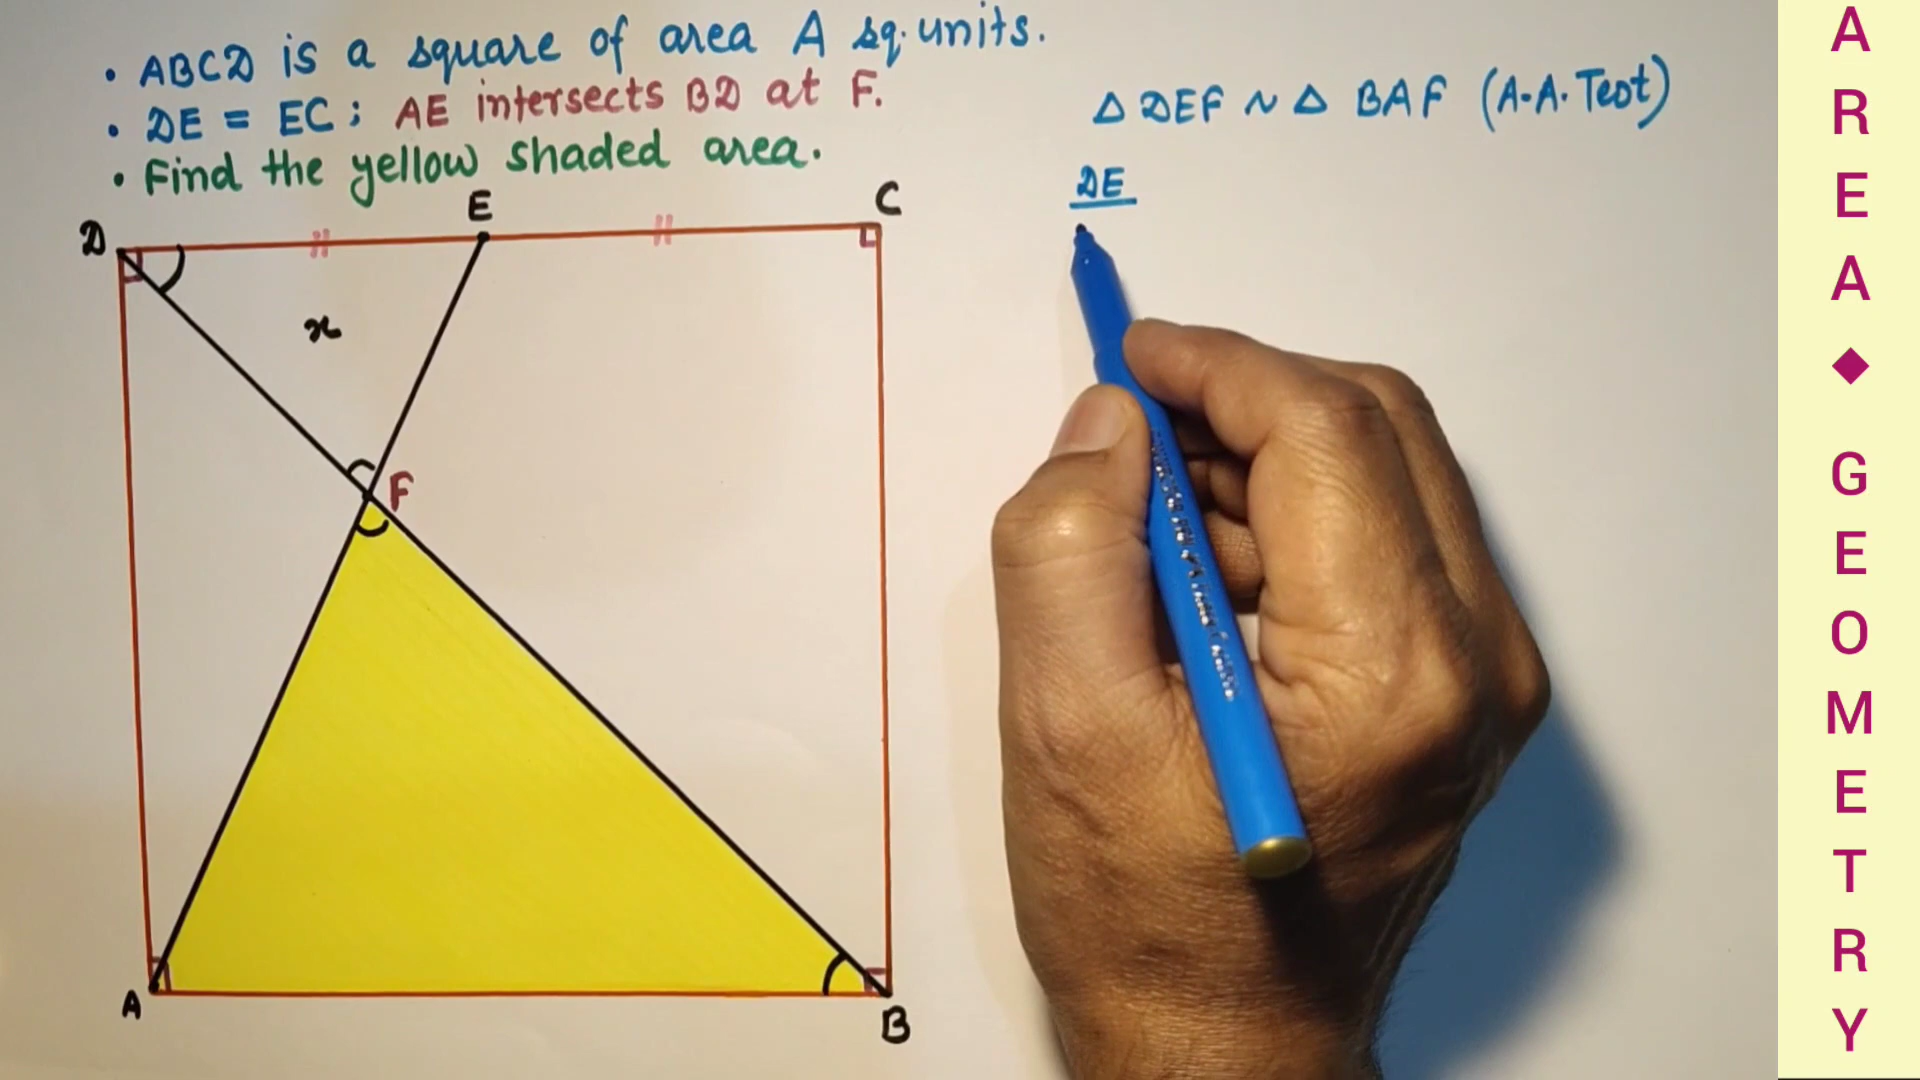 • ABCD is a square of area A sq. units.
• DE = EC; AE intersects BD at F.
• Find the yellow shaded area.
Δ DEF ~ Δ BAF (A-A. Test)
DE
D
E
C
x
F
A
B
AREA ◆ GEOMETRY